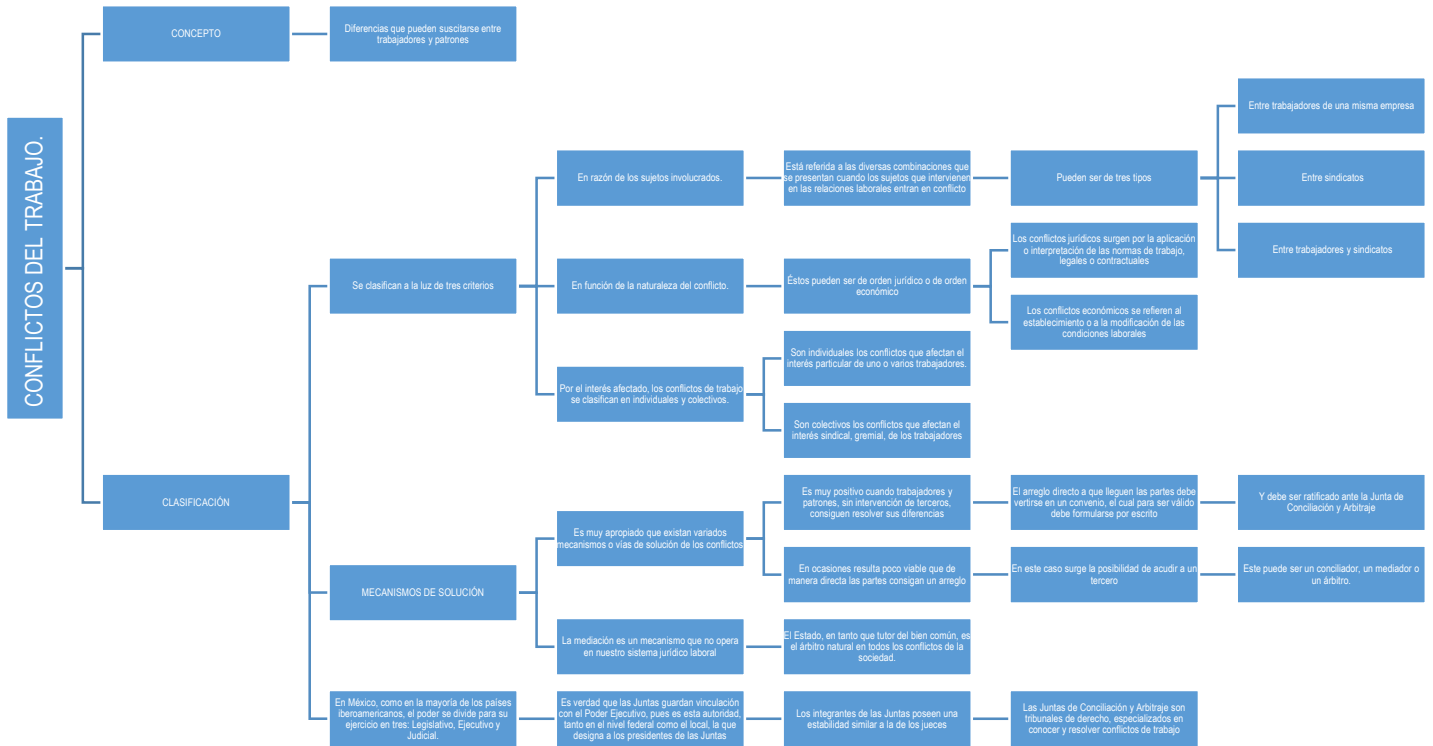 CONFLICTOS DEL TRABAJO.
CONCEPTO
Diferencias que pueden suscitarse entre
trabajadores y patrones
CLASIFICACIÓN
Se clasifican a la luz de tres criterios
En razón de los sujetos involucrados.
Está referida a las diversas combinaciones que
se presentan cuando los sujetos que intervienen
en las relaciones laborales entran en conflicto
Pueden ser de tres tipos
Entre trabajadores de una misma empresa
Entre sindicatos
Entre trabajadores y sindicatos
En función de la naturaleza del conflicto.
Éstos pueden ser de orden jurídico o de orden
económico
Los conflictos jurídicos surgen por la aplicación
o interpretación de las normas de trabajo,
legales o contractuales
Los conflictos económicos se refieren al
establecimiento o a la modificación de las
condiciones laborales
Por el interés afectado, los conflictos de trabajo
se clasifican en individuales y colectivos.
Son individuales los conflictos que afectan el
interés particular de uno o varios trabajadores.
Son colectivos los conflictos que afectan el
interés sindical, gremial, de los trabajadores
MECANISMOS DE SOLUCIÓN
Es muy apropiado que existan variados
mecanismos o vías de solución de los conflictos
Es muy positivo cuando trabajadores y
patrones, sin intervención de terceros,
consiguen resolver sus diferencias
El arreglo directo a que lleguen las partes debe
vertirse en un convenio, el cual para ser válido
debe formularse por escrito
Y debe ser ratificado ante la Junta de
Conciliación y Arbitraje
En ocasiones resulta poco viable que de
manera directa las partes consigan un arreglo
En este caso surge la posibilidad de acudir a un
tercero
Este puede ser un conciliador, un mediador o
un árbitro.
La mediación es un mecanismo que no opera
en nuestro sistema jurídico laboral
El Estado, en tanto que tutor del bien común, es
el árbitro natural en todos los conflictos de la
sociedad.
En México, como en la mayoría de los países
iberoamericanos, el poder se divide para su
ejercicio en tres: Legislativo, Ejecutivo y
Judicial.
Es verdad que las Juntas guardan vinculación
con el Poder Ejecutivo, pues es esta autoridad,
tanto en el nivel federal como el local, la que
designa a los presidentes de las Juntas
Los integrantes de las Juntas poseen una
estabilidad similar a la de los jueces
Las Juntas de Conciliación y Arbitraje son
tribunales de derecho, especializados en
conocer y resolver conflictos de trabajo